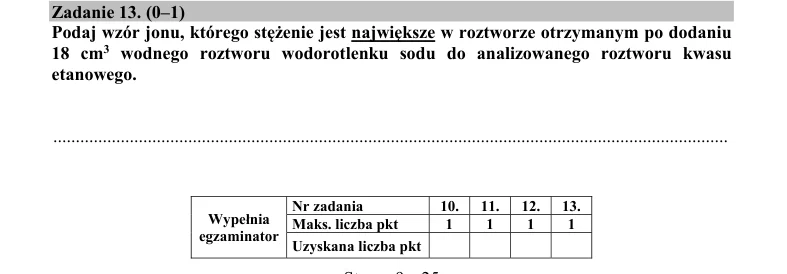 Zadanie 13. (0–1)
Podaj wzór jonu, którego stężenie jest największe w roztworze otrzymanym po dodaniu
18 cm³ wodnego roztworu wodorotlenku sodu do analizowanego roztworu kwasu
etanowego.
Wypełnia egzaminator
Nr zadania 10. 11. 12. 13.
Maks. liczba pkt 1 1 1 1
Uzyskana liczba pkt